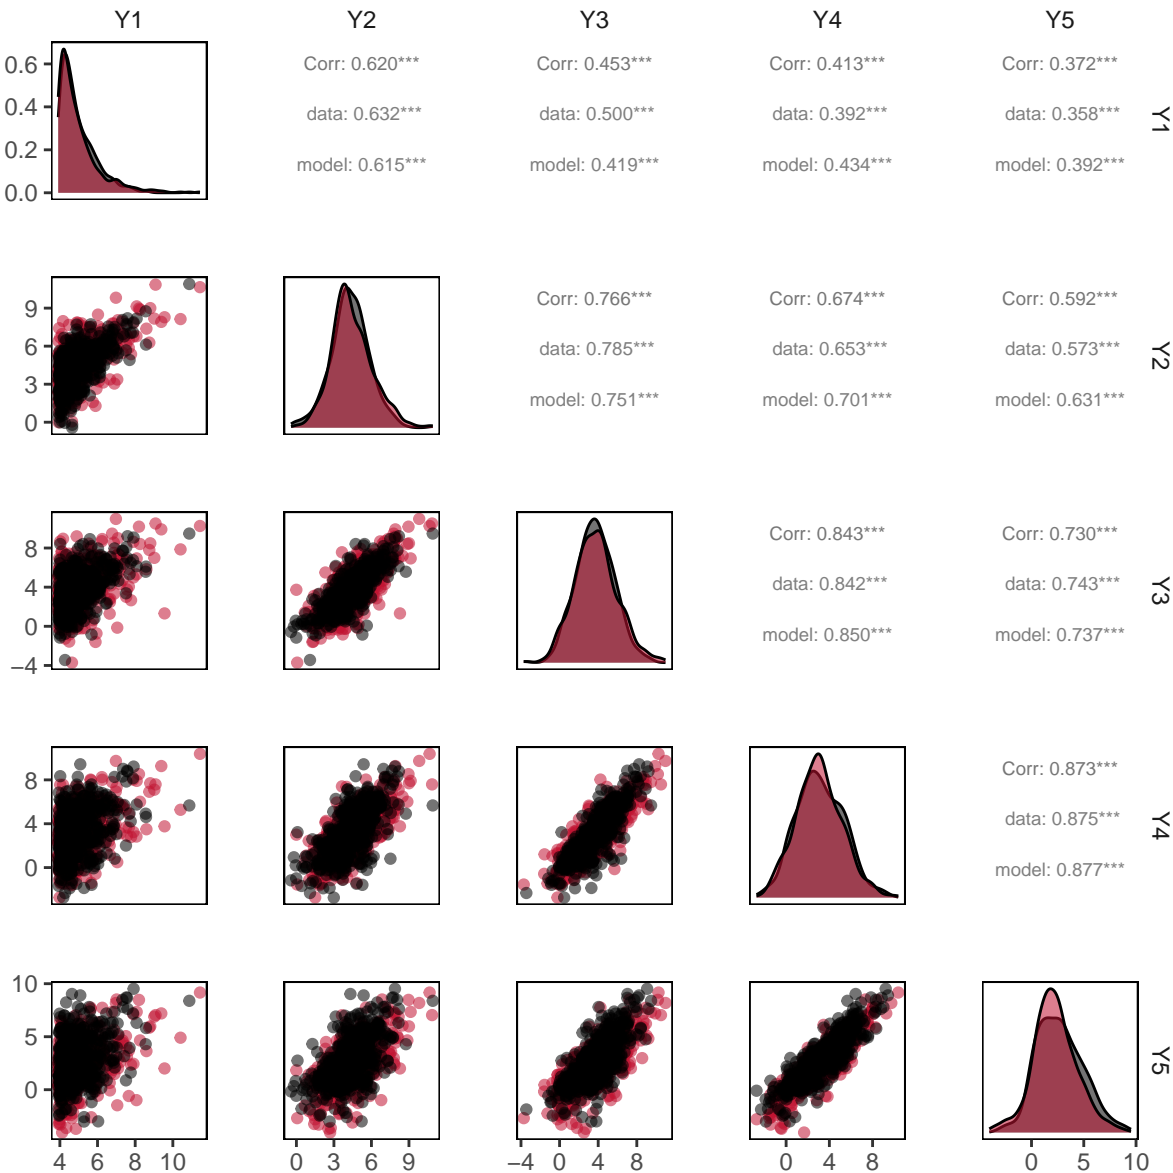 Y1 Y2 Y3 Y4 Y5
0.6
0.4
0.2
0.0
Corr: 0.620*** Corr: 0.453*** Corr: 0.413*** Corr: 0.372***
data: 0.632*** data: 0.500*** data: 0.392*** data: 0.358***
model: 0.615*** model: 0.419*** model: 0.434*** model: 0.392***
Y1
9
6
3
0
Corr: 0.766*** Corr: 0.674*** Corr: 0.592***
data: 0.785*** data: 0.653*** data: 0.573***
model: 0.751*** model: 0.701*** model: 0.631***
Y2
8
4
0
−4
Corr: 0.843*** Corr: 0.730***
data: 0.842*** data: 0.743***
model: 0.850*** model: 0.737***
Y3
8
4
0
Corr: 0.873***
data: 0.875***
model: 0.877***
Y4
10
5
0
Y5
4 6 8 10 0 3 6 9 −4 0 4 8 0 4 8 0 5 10